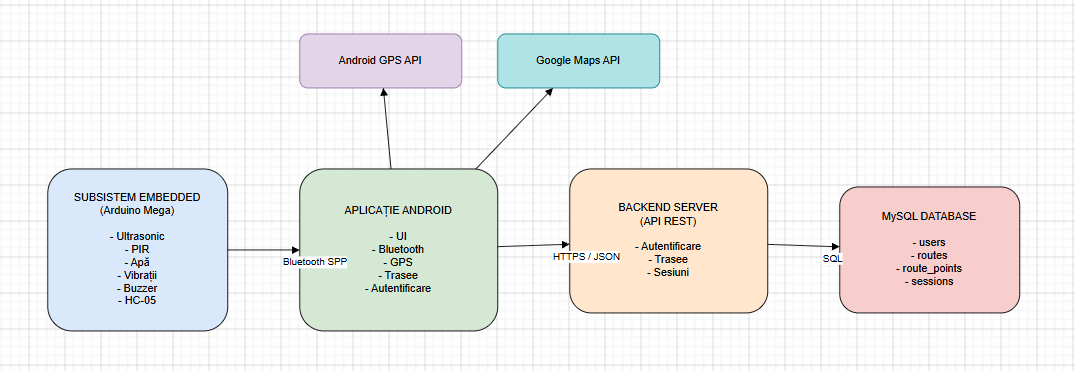 Android GPS API
Google Maps API
SUBSISTEM EMBEDDED
(Arduino Mega)
- Ultrasonic
- PIR
- Apă
- Vibrații
- Buzzer
- HC-05
Bluetooth SPP
APLICAȚIE ANDROID
- UI
- Bluetooth
- GPS
- Trasee
- Autentificare
HTTPS / JSON
BACKEND SERVER
(API REST)
- Autentificare
- Trasee
- Sesiuni
SQL
MySQL DATABASE
- users
- routes
- route_points
- sessions